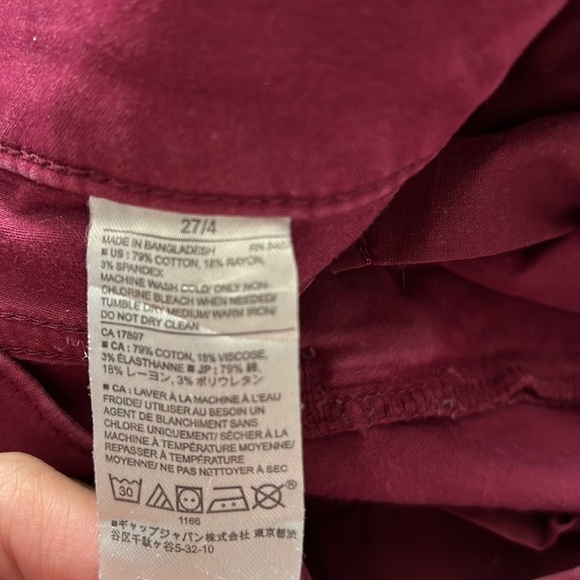 27/4
MADE IN BANGLADESH RN 54
■ US : 79% COTTON, 18% RAYON,
3% SPANDEX
MACHINE WASH COLD/ ONLY NON-
CHLORINE BLEACH WHEN NEEDED/
TUMBLE DRY MEDIUM/ WARM IRON/
DO NOT DRY CLEAN
CA 17897
■ CA : 79% COTON, 18% VISCOSE,
3% ÉLASTHANNE ■ JP : 79% 綿,
18% レーヨン, 3% ポリウレタン
■ CA : LAVER À LA MACHINE À L'EAU
FROIDE/ UTILISER AU BESOIN UN
AGENT DE BLANCHIMENT SANS
CHLORE UNIQUEMENT/ SÉCHER À LA
MACHINE À TEMPÉRATURE MOYENNE/
REPASSER À TEMPÉRATURE
MOYENNE/ NE PAS NETTOYER À SEC
30 ®
1166
■ギャップジャパン株式会社 東京都渋
谷区千駄ヶ谷5-32-10